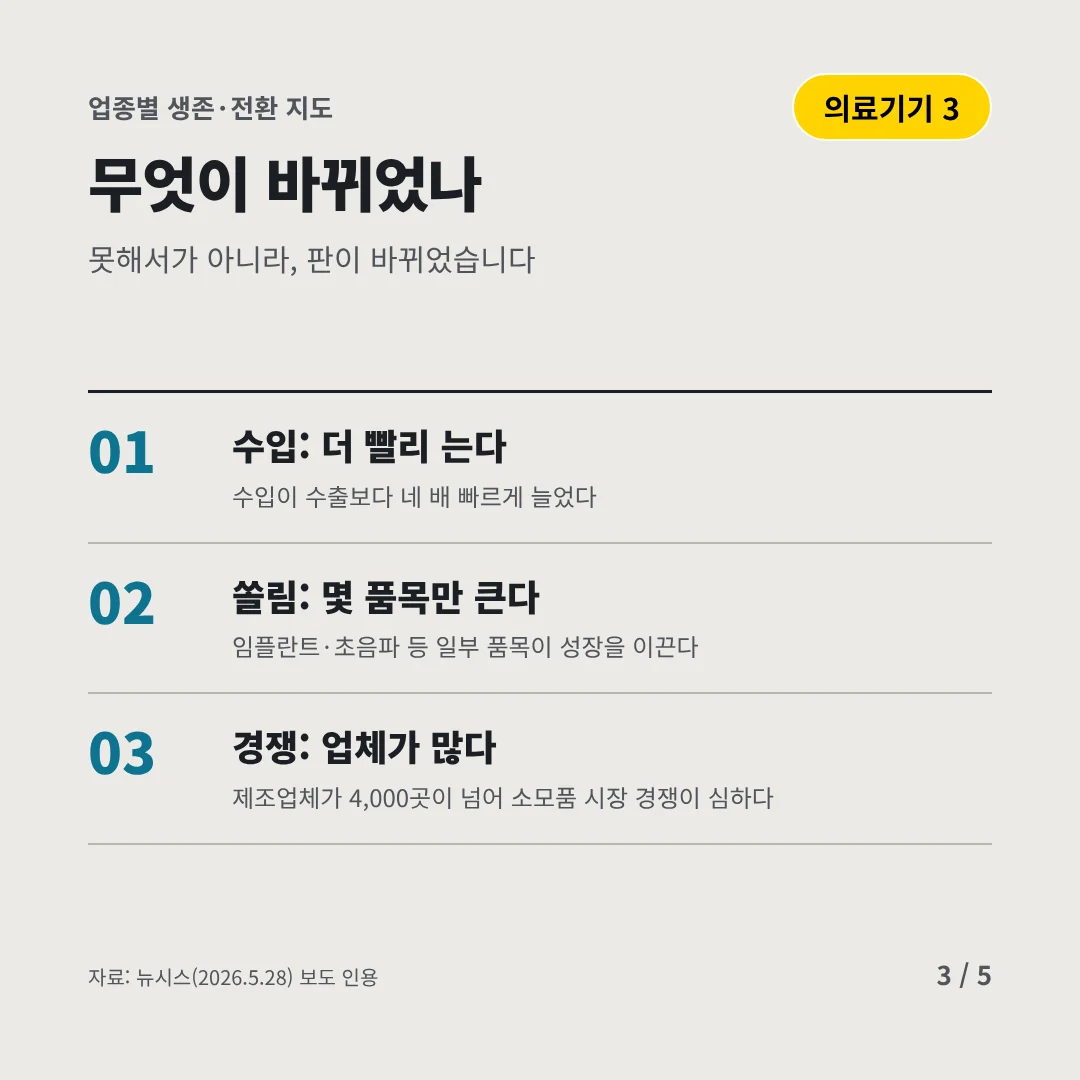 업종별 생존·전환 지도
의료기기 3
무엇이 바뀌었나
못해서가 아니라, 판이 바뀌었습니다
01
수입: 더 빨리 는다
수입이 수출보다 네 배 빠르게 늘었다
02
쏠림: 몇 품목만 큰다
임플란트·초음파 등 일부 품목이 성장을 이끈다
03
경쟁: 업체가 많다
제조업체가 4,000곳이 넘어 소모품 시장 경쟁이 심하다
자료: 뉴시스(2026.5.28) 보도 인용
3 / 5